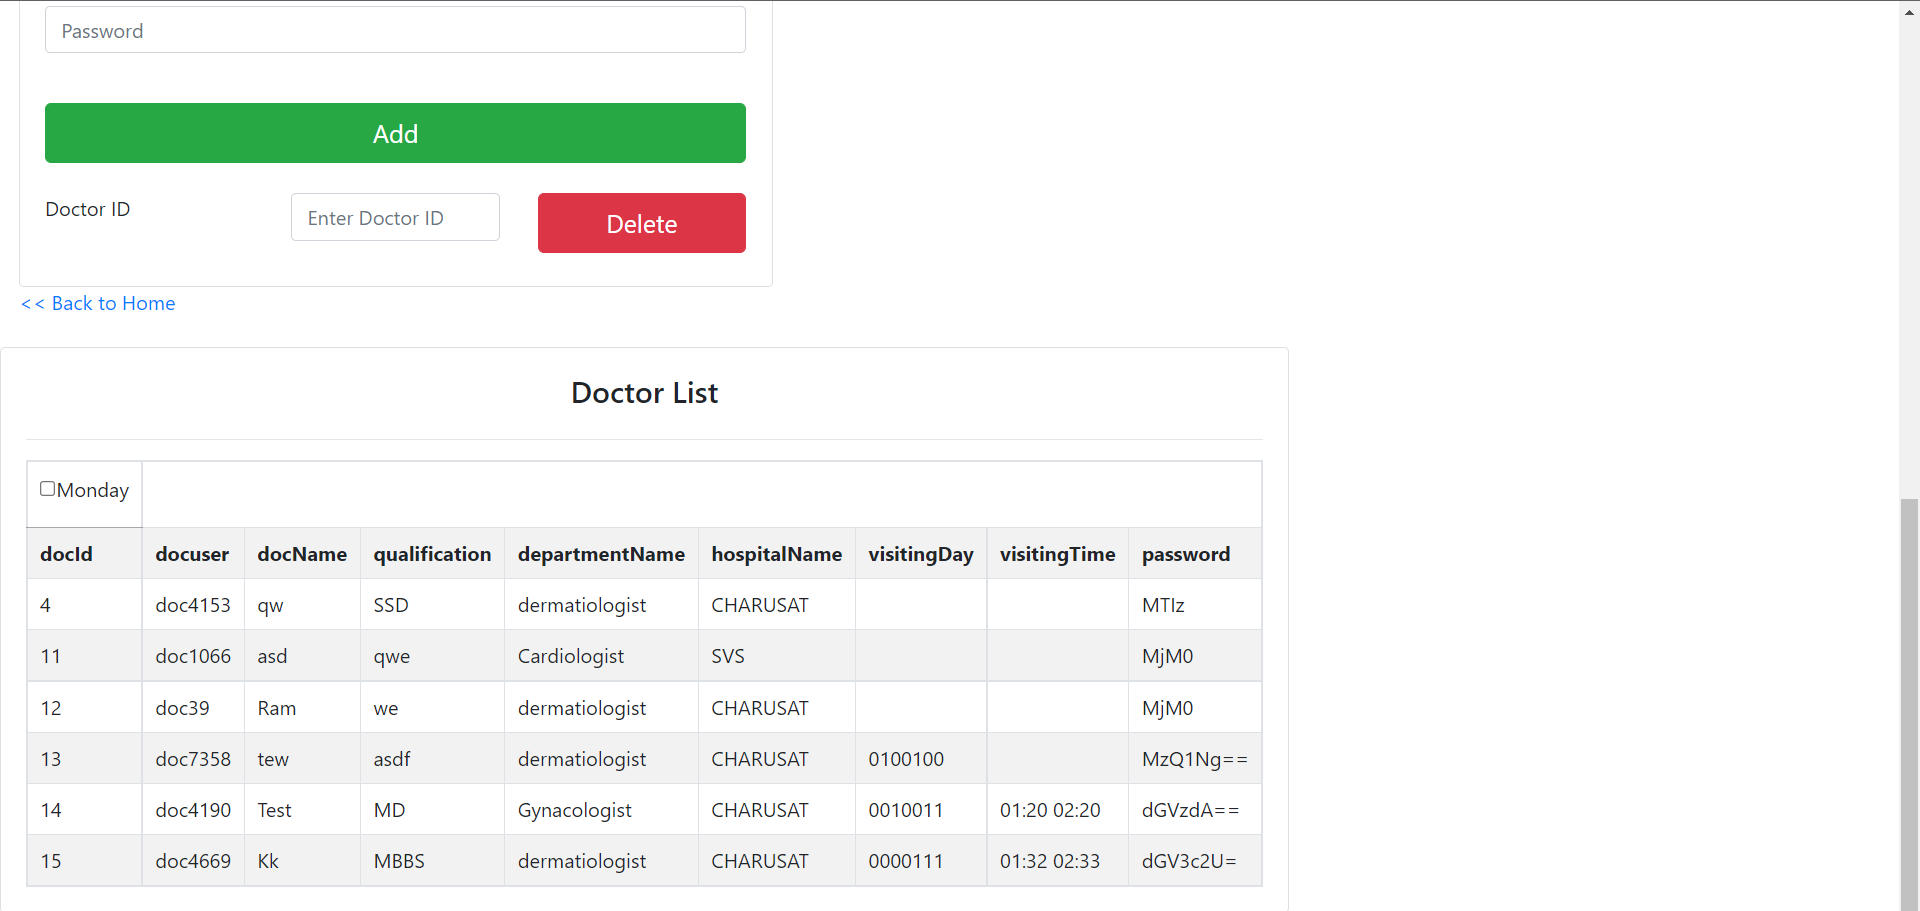 Password
Add
Doctor ID Enter Doctor ID Delete
<< Back to Home
Doctor List
Monday
docId docuser docName qualification departmentName hospitalName visitingDay visitingTime password
4 doc4153 qw SSD dermatiologist CHARUSAT MTIz
11 doc1066 asd qwe Cardiologist SVS MjM0
12 doc39 Ram we dermatiologist CHARUSAT MjM0
13 doc7358 tew asdf dermatiologist CHARUSAT 0100100 MzQ1Ng==
14 doc4190 Test MD Gynacologist CHARUSAT 0010011 01:20 02:20 dGVzdA==
15 doc4669 Kk MBBS dermatiologist CHARUSAT 0000111 01:32 02:33 dGV3c2U=